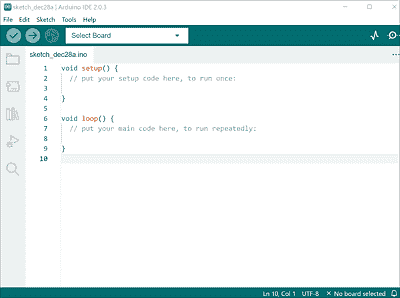 sketch_dec28a | Arduino IDE 2.0.3
File Edit Sketch Tools Help
Select Board
sketch_dec28a.ino
1 void setup() {
2 // put your setup code here, to run once:
3
4 }
5
6 void loop() {
7 // put your main code here, to run repeatedly:
8
9 }
10
Ln 10, Col 1 UTF-8 No board selected